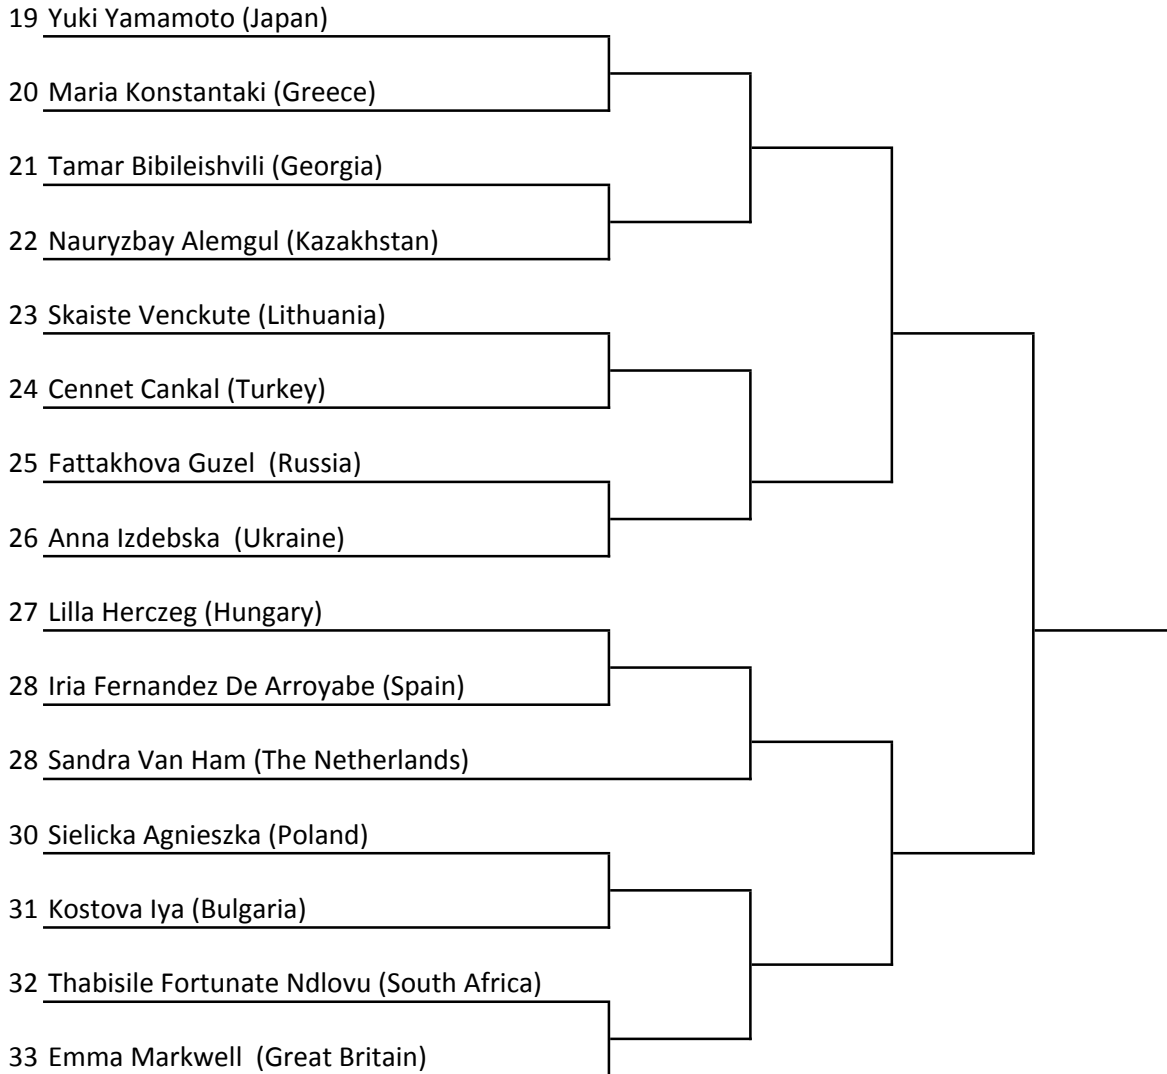 19 Yuki Yamamoto (Japan)
20 Maria Konstantaki (Greece)
21 Tamar Bibileishvili (Georgia)
22 Nauryzbay Alemgul (Kazakhstan)
23 Skaiste Venckute (Lithuania)
24 Cennet Cankal (Turkey)
25 Fattakhova Guzel  (Russia)
26 Anna Izdebska  (Ukraine)
27 Lilla Herczeg (Hungary)
28 Iria Fernandez De Arroyabe (Spain)
28 Sandra Van Ham (The Netherlands)
30 Sielicka Agnieszka (Poland)
31 Kostova Iya (Bulgaria)
32 Thabisile Fortunate Ndlovu (South Africa)
33 Emma Markwell  (Great Britain)